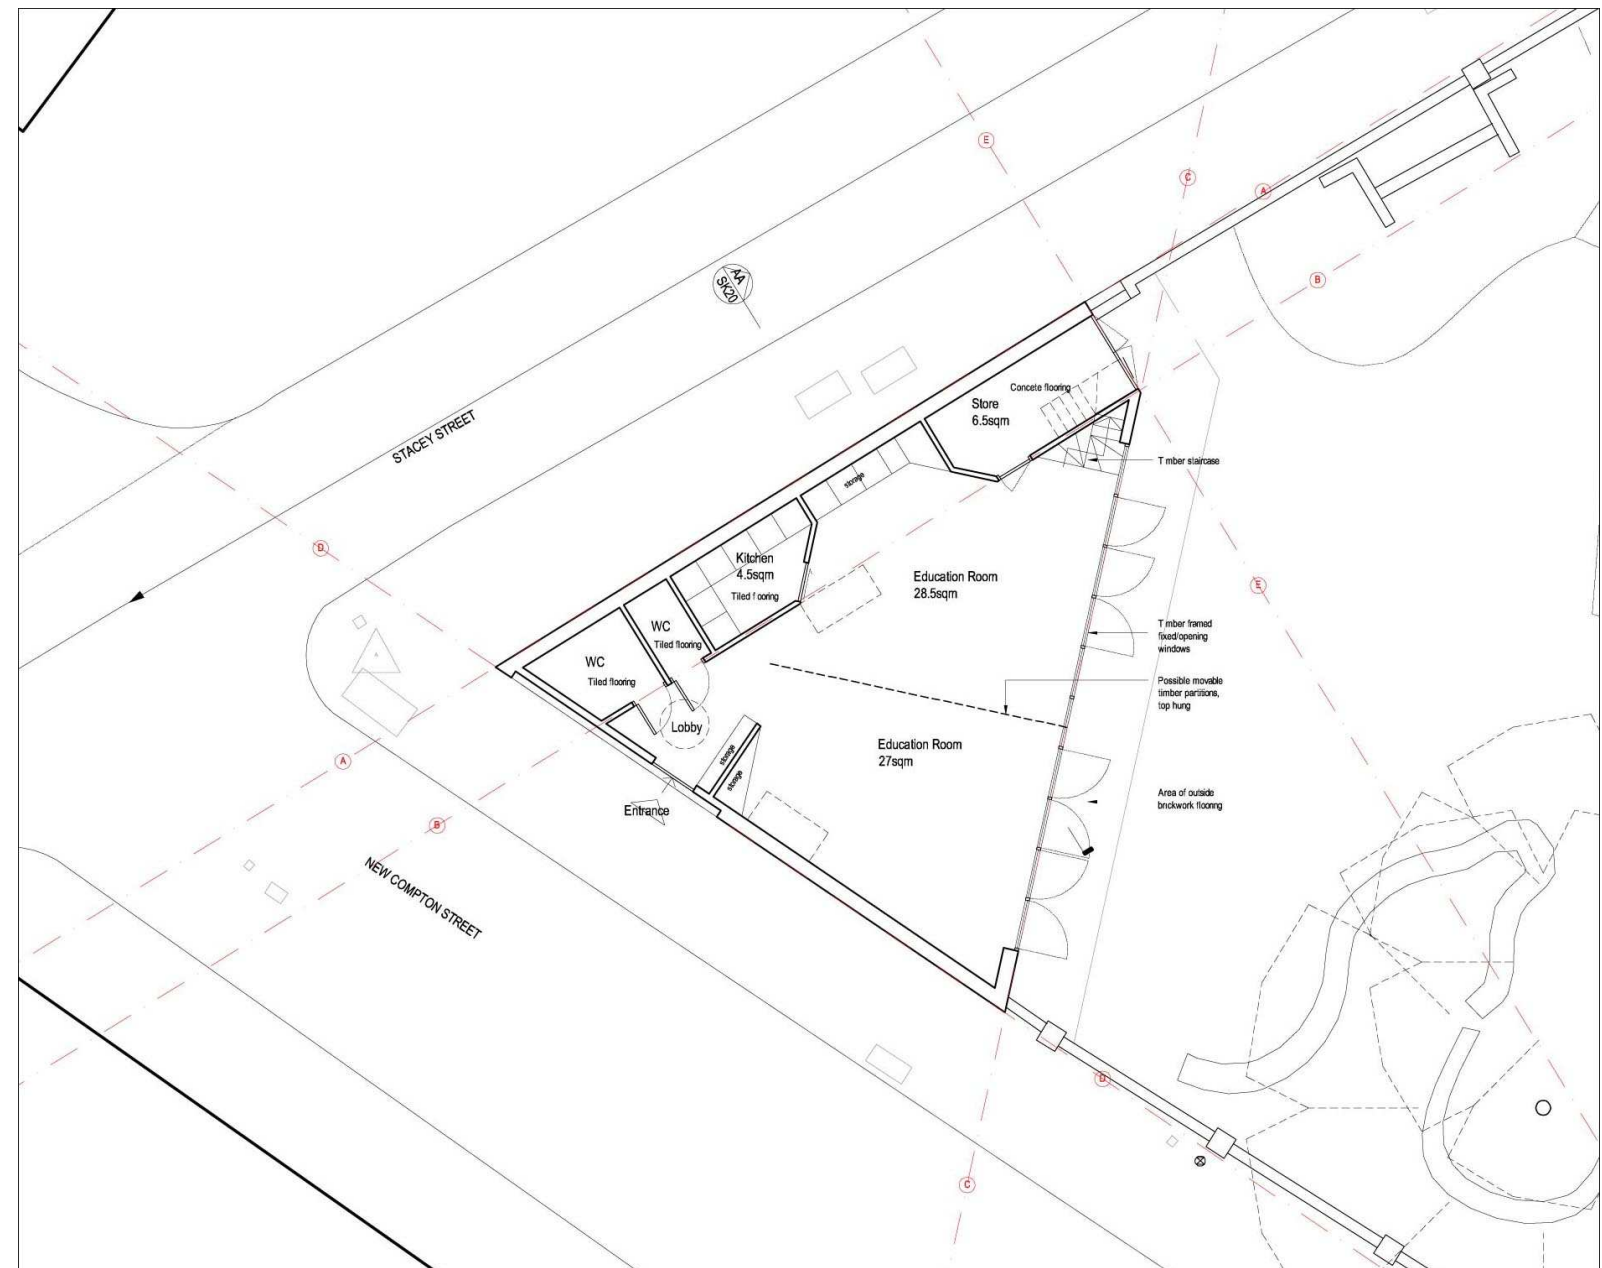 E
C
A
B
AA
SK20
STACEY STREET
Concete flooring
Store
6.5sqm
T mber staircase
storage
D
Kitchen
4.5sqm
Tiled f ooring
Education Room
28.5sqm
E
WC
Tiled flooring
T mber framed
fixed/opening
windows
WC
Tiled flooring
Possible movable
timber partitions,
top hung
Lobby
Education Room
27sqm
storage
storage
A
Area of outside
brickwork flooring
Entrance
B
NEW COMPTON STREET
D
C